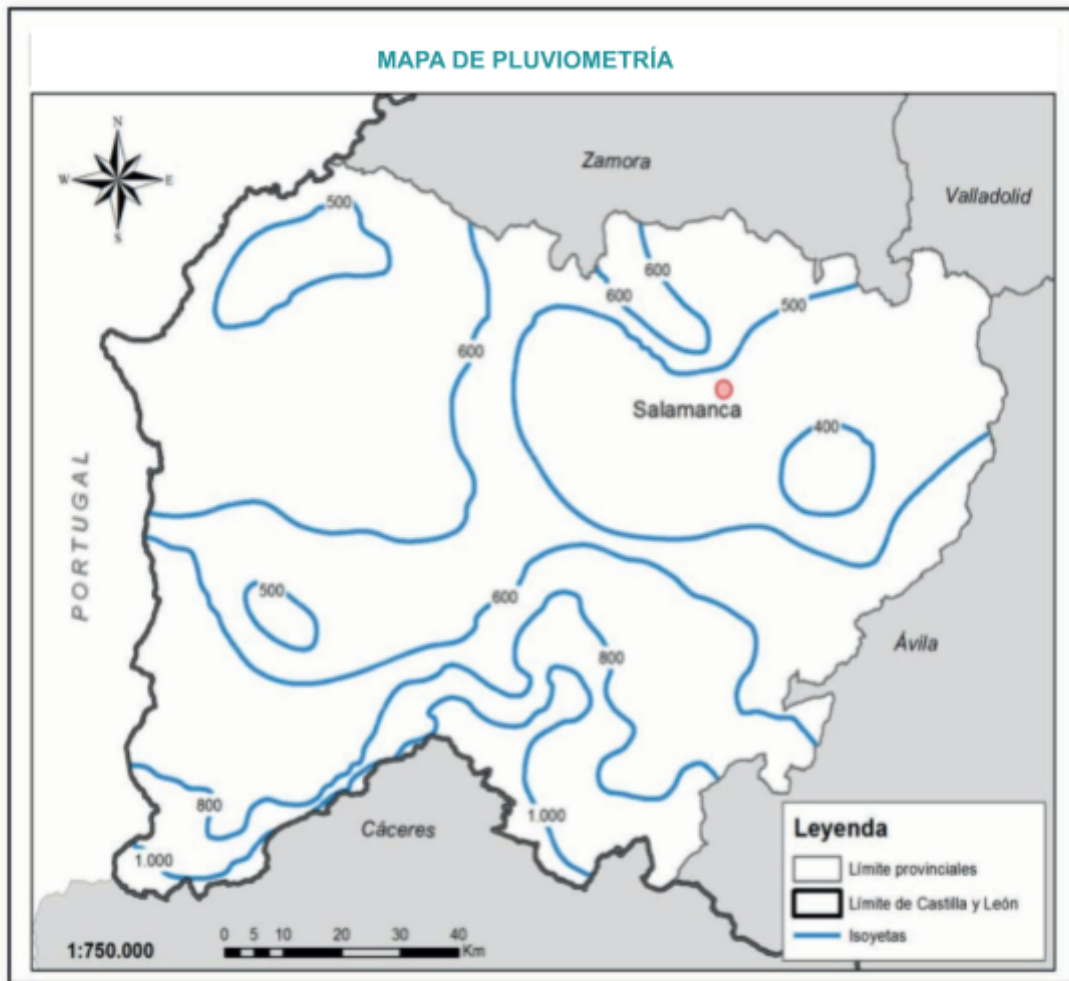 MAPA DE PLUVIOMETRÍA
N
W
E
S
Zamora
Valladolid
500
600
600
600
500
Salamanca
400
PORTUGAL
500
600
800
Ávila
800
1.000
1.000
Cáceres
Leyenda
Límite provinciales
Límite de Castilla y León
Isoyetas
1:750.000
0 5 10 20 30 40
Km